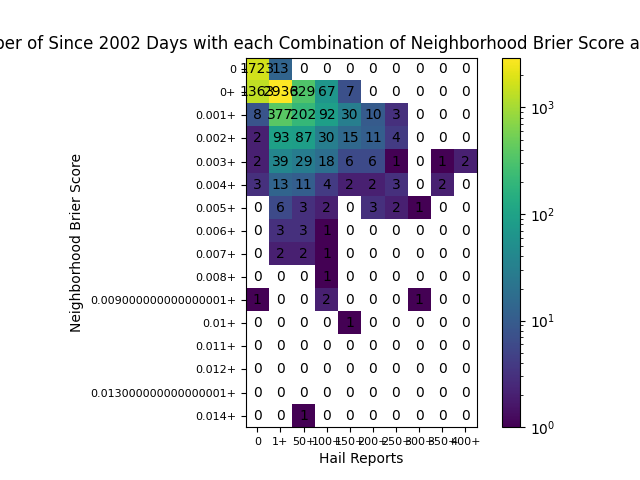 ber of Since 2002 Days with each Combination of Neighborhood Brier Score a
Neighborhood Brier Score
0 1723 13 0 0 0 0 0 0 0 0
0+ 1363 2936 329 67 7 0 0 0 0 0
0.001+ 8 377 202 92 30 10 3 0 0 0
0.002+ 2 93 87 30 15 11 4 0 0 0
0.003+ 2 39 29 18 6 6 1 0 1 2
0.004+ 3 13 11 4 2 2 3 0 2 0
0.005+ 0 6 3 2 0 3 2 1 0 0
0.006+ 0 3 3 1 0 0 0 0 0 0
0.007+ 0 2 2 1 0 0 0 0 0 0
0.008+ 0 0 0 1 0 0 0 0 0 0
0.009000000000000001+ 1 0 0 2 0 0 0 1 0 0
0.01+ 0 0 0 0 1 0 0 0 0 0
0.011+ 0 0 0 0 0 0 0 0 0 0
0.012+ 0 0 0 0 0 0 0 0 0 0
0.013000000000000001+ 0 0 0 0 0 0 0 0 0 0
0.014+ 0 0 1 0 0 0 0 0 0 0
0 1+ 50+ 100+ 150+ 200+ 250+ 300+ 350+ 400+
Hail Reports
10³
10²
10¹
10⁰